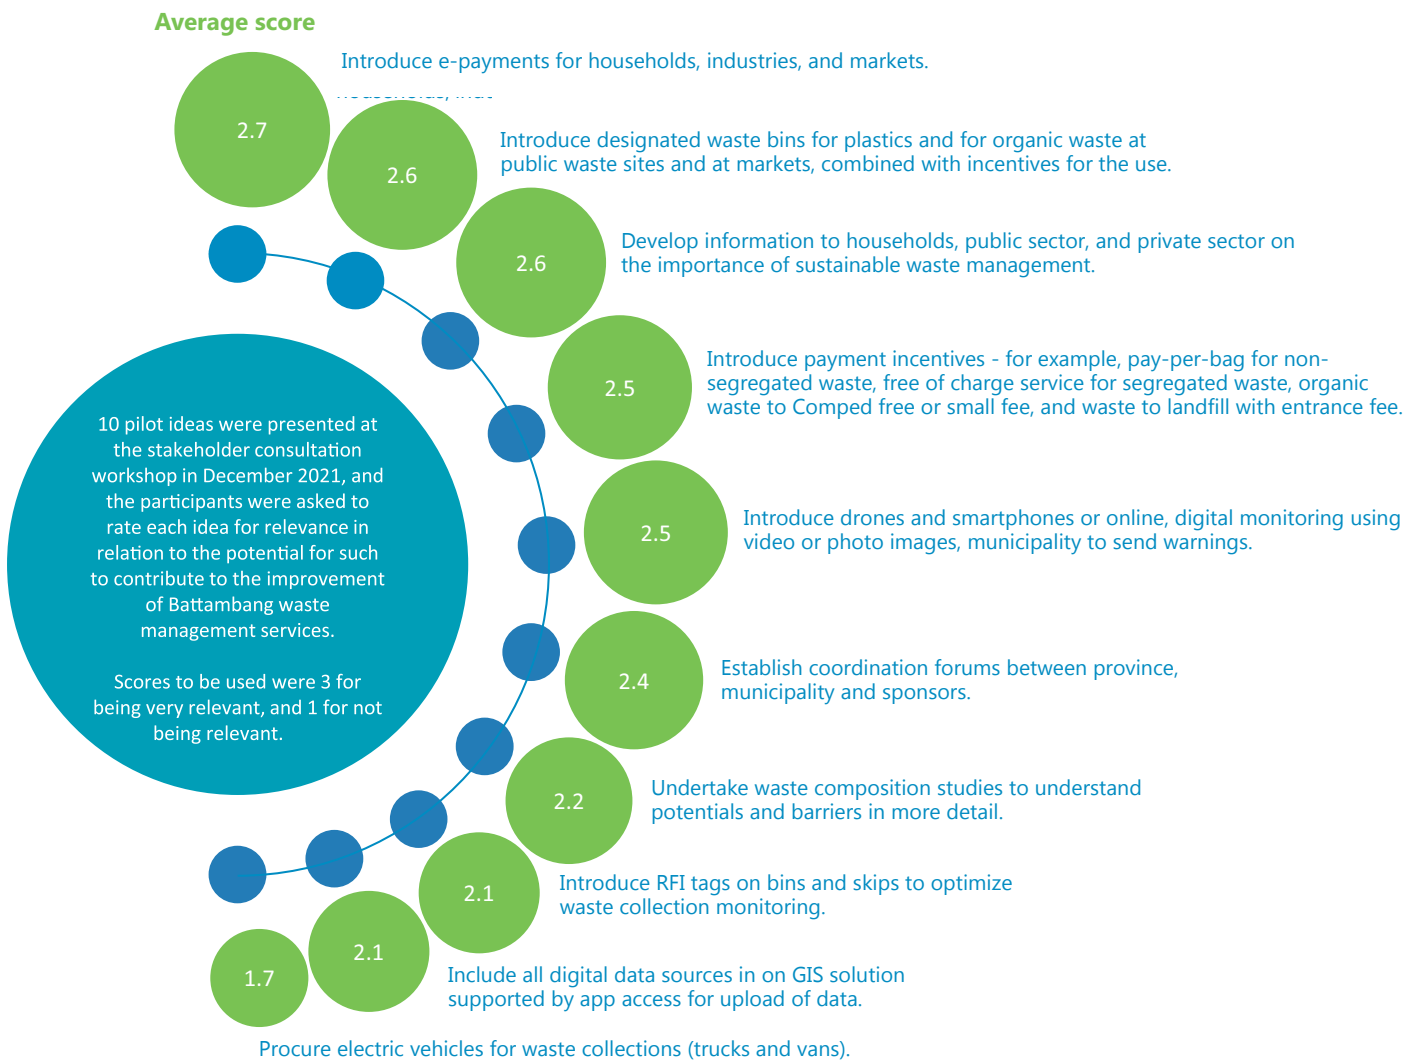 Average score
Introduce e-payments for households, industries, and markets.
2.7
2.6
Introduce designated waste bins for plastics and for organic waste at
public waste sites and at markets, combined with incentives for the use.
2.6
Develop information to households, public sector, and private sector on
the importance of sustainable waste management.
2.5
Introduce payment incentives - for example, pay-per-bag for non-
segregated waste, free of charge service for segregated waste, organic
waste to Comped free or small fee, and waste to landfill with entrance fee.
10 pilot ideas were presented at
the stakeholder consultation
workshop in December 2021, and
the participants were asked to
rate each idea for relevance in
relation to the potential for such
to contribute to the improvement
of Battambang waste
management services.
Scores to be used were 3 for
being very relevant, and 1 for not
being relevant.
2.5
Introduce drones and smartphones or online, digital monitoring using
video or photo images, municipality to send warnings.
2.4
Establish coordination forums between province,
municipality and sponsors.
2.2
Undertake waste composition studies to understand
potentials and barriers in more detail.
2.1
Introduce RFI tags on bins and skips to optimize
waste collection monitoring.
2.1
Include all digital data sources in on GIS solution
supported by app access for upload of data.
1.7
Procure electric vehicles for waste collections (trucks and vans).